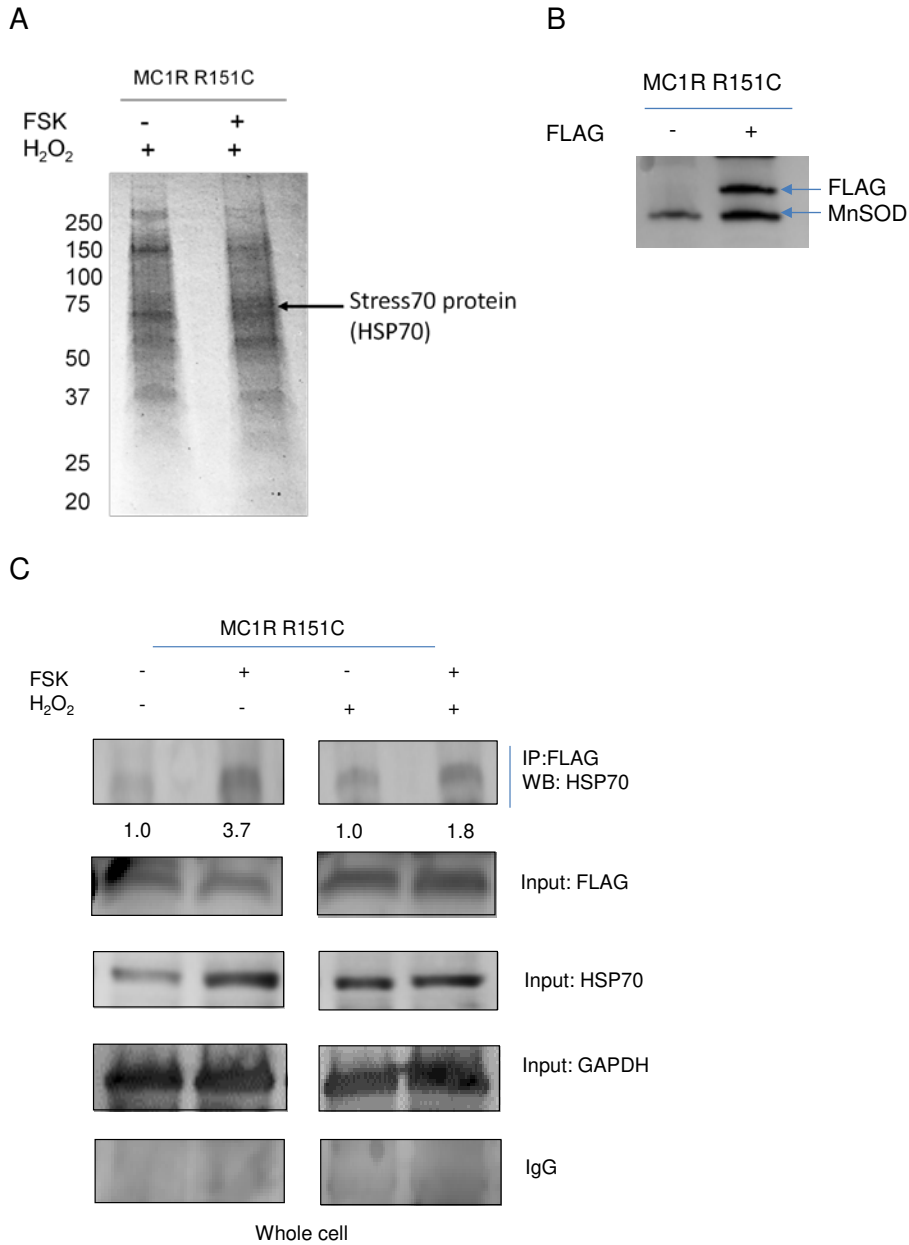 A
MC1R R151C
FSK - +
H₂O₂ + +
250
150
100
75
50
37
25
20
Stress70 protein
(HSP70)
B
MC1R R151C
FLAG - +
FLAG
MnSOD
C
MC1R R151C
FSK - + - +
H₂O₂ - - + +
IP:FLAG
WB: HSP70
1.0 3.7 1.0 1.8
Input: FLAG
Input: HSP70
Input: GAPDH
IgG
Whole cell